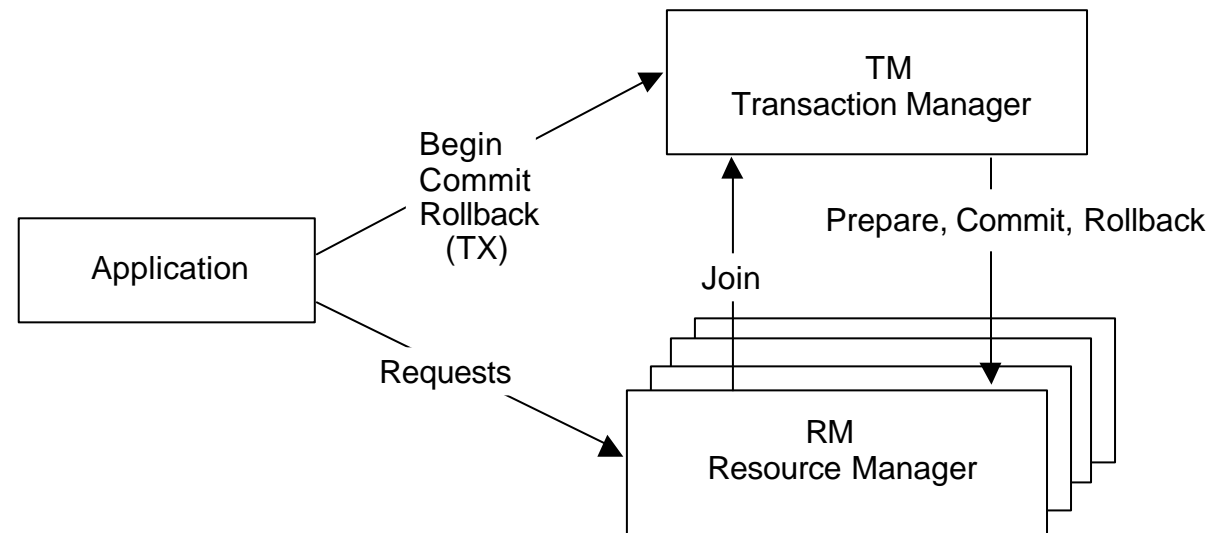 TM
Transaction Manager
Begin
Commit
Rollback
(TX)
Prepare, Commit, Rollback
Application
Join
Requests
RM
Resource Manager